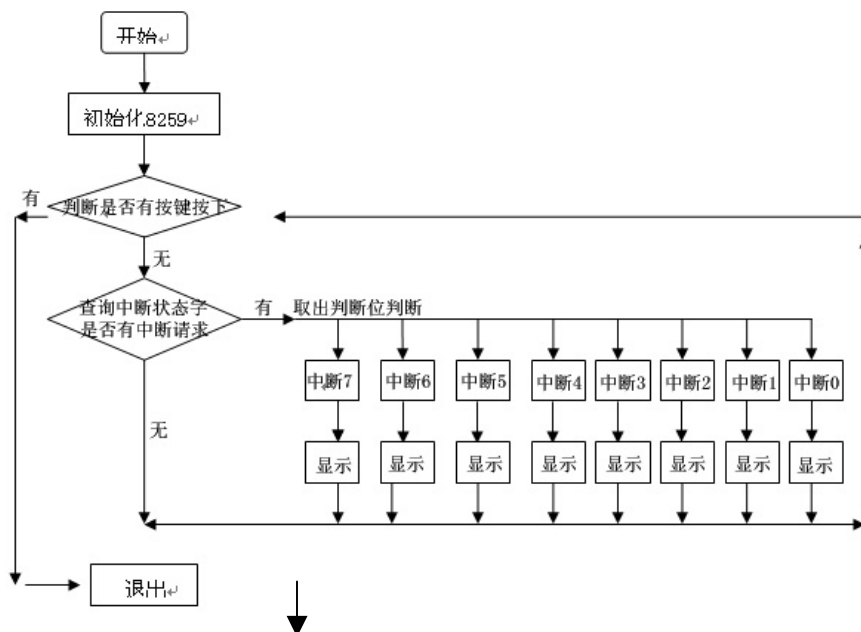 开始
初始化8259
有
判断是否有按键按下
无
查询中断状态字
是否有中断请求
有
取出判断位判断
中断7
中断6
中断5
中断4
中断3
中断2
中断1
中断0
无
显示
显示
显示
显示
显示
显示
显示
显示
退出